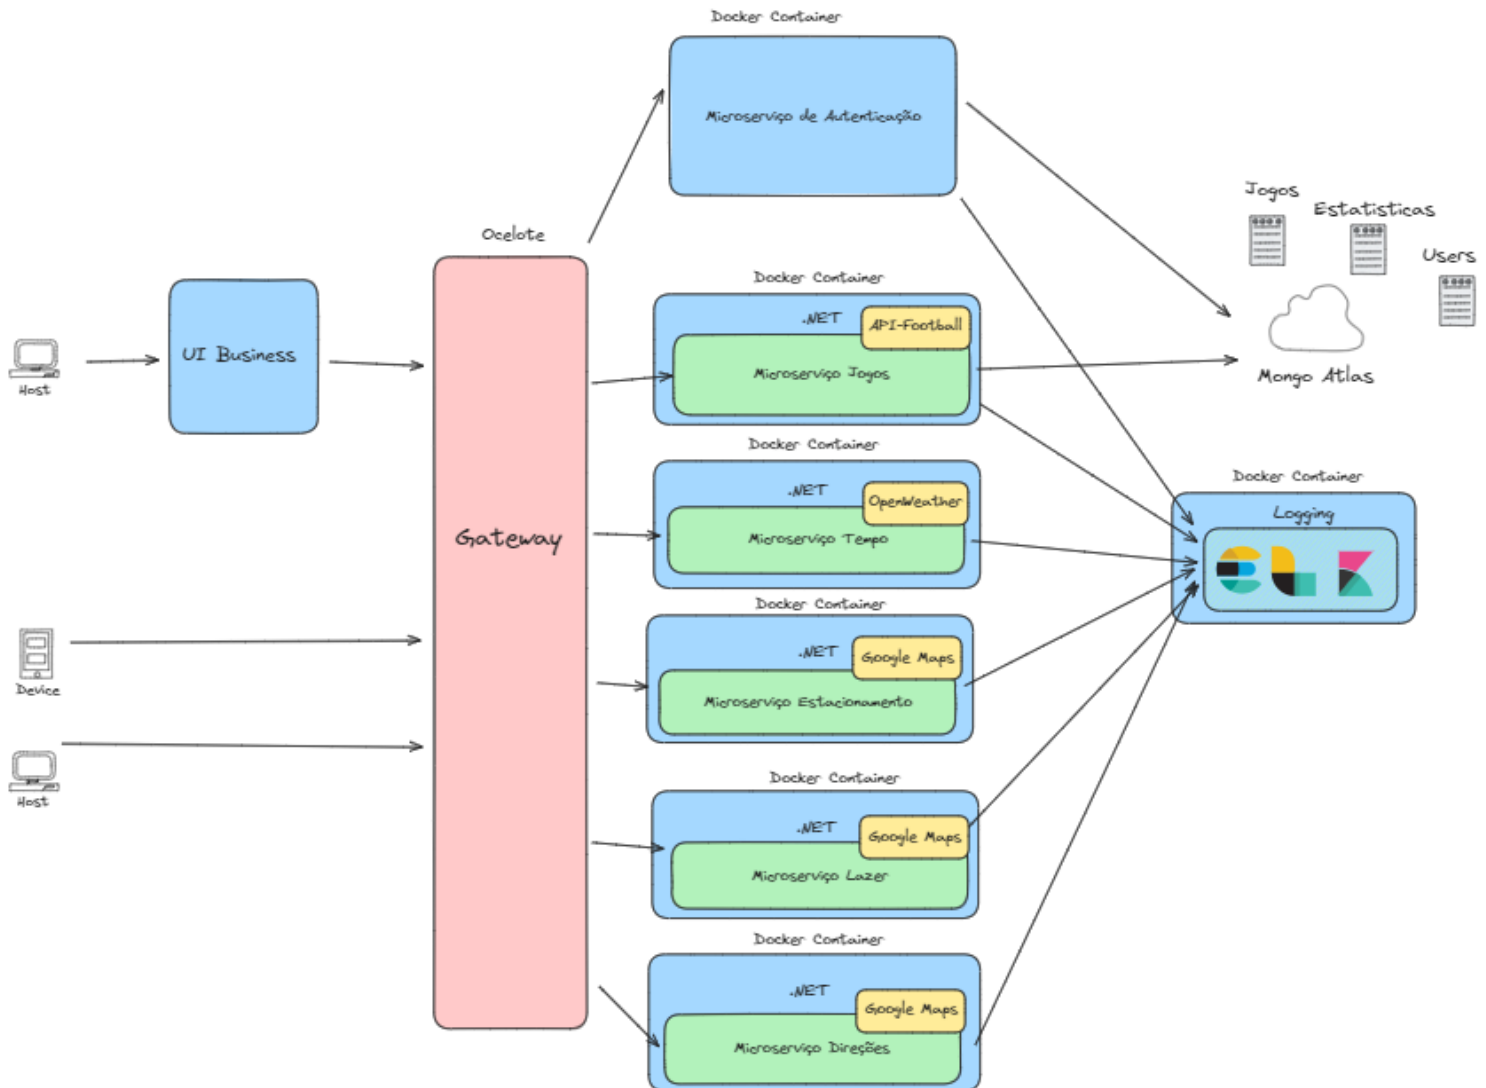 Docker Container
Microserviço de Autenticação
Jogos
Estatisticas
Users
Mongo Atlas
Ocelote
Gateway
UI Business
Host
Device
Host
Docker Container
.NET
API-Football
Microserviço Jogos
Docker Container
.NET
OpenWeather
Microserviço Tempo
Docker Container
.NET
Google Maps
Microserviço Estacionamento
Docker Container
.NET
Google Maps
Microserviço Lazer
Docker Container
.NET
Google Maps
Microserviço Direções
Docker Container
Logging
ELK